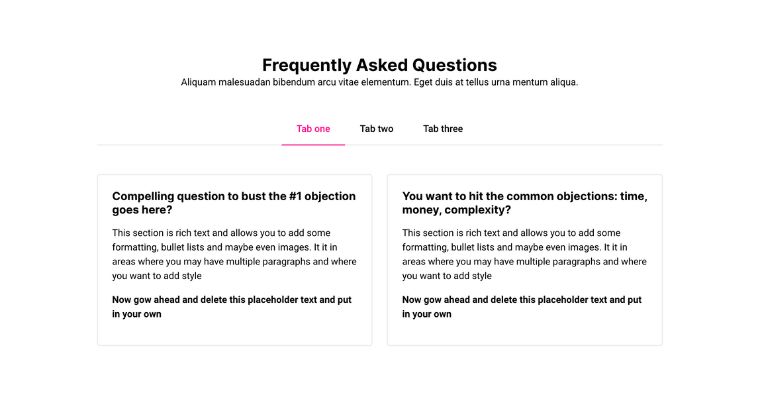 Frequently Asked Questions
Aliquam malesuadan bibendum arcu vitae elementum. Eget duis at tellus urna mentum aliqua.
Tab one Tab two Tab three
Compelling question to bust the #1 objection
goes here?
This section is rich text and allows you to add some
formatting, bullet lists and maybe even images. It it in
areas where you may have multiple paragraphs and where
you want to add style
Now gow ahead and delete this placeholder text and put
in your own
You want to hit the common objections: time,
money, complexity?
This section is rich text and allows you to add some
formatting, bullet lists and maybe even images. It it in
areas where you may have multiple paragraphs and where
you want to add style
Now gow ahead and delete this placeholder text and put
in your own